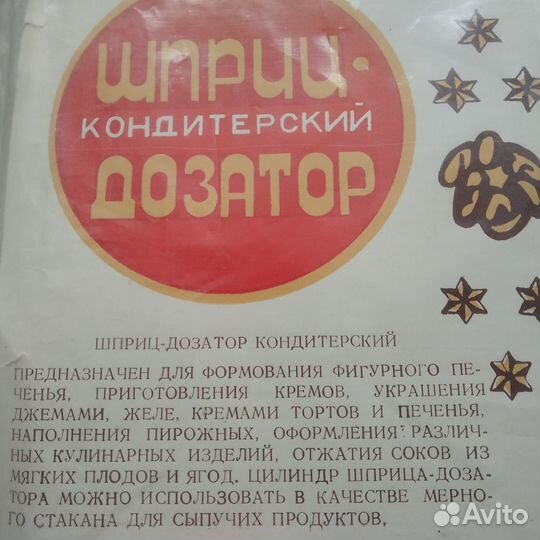 ШПРИЦ-
КОНДИТЕРСКИЙ
ДОЗАТОР
ШПРИЦ-ДОЗАТОР КОНДИТЕРСКИЙ
ПРЕДНАЗНАЧЕН ДЛЯ ФОРМОВАНИЯ ФИГУРНОГО ПЕ-
ЧЕНЬЯ, ПРИГОТОВЛЕНИЯ КРЕМОВ, УКРАШЕНИЯ
ДЖЕМАМИ, ЖЕЛЕ, КРЕМАМИ ТОРТОВ И ПЕЧЕНЬЯ,
НАПОЛНЕНИЯ ПИРОЖНЫХ, ОФОРМЛЕНИЯ РАЗЛИЧ-
НЫХ КУЛИНАРНЫХ ИЗДЕЛИЙ, ОТЖАТИЯ СОКОВ ИЗ
МЯГКИХ ПЛОДОВ И ЯГОД. ЦИЛИНДР ШПРИЦА-ДОЗА-
ТОРА МОЖНО ИСПОЛЬЗОВАТЬ В КАЧЕСТВЕ МЕРНО-
ГО СТАКАНА ДЛЯ СЫПУЧИХ ПРОДУКТОВ,
Avito